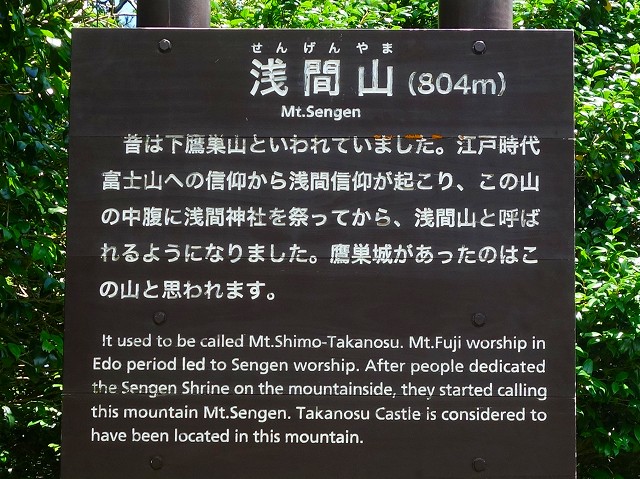 せんげんやま
浅間山(804m)
Mt.Sengen
昔は下鷹巣山といわれていました。江戸時代
富士山への信仰から浅間信仰が起こり、この山
の中腹に浅間神社を祭ってから、浅間山と呼ば
れるようになりました。鷹巣城があったのはこ
の山と思われます。
It used to be called Mt.Shimo-Takanosu. Mt.Fuji worship in
Edo period led to Sengen worship. After people dedicated
the Sengen Shrine on the mountainside, they started calling
this mountain Mt.Sengen. Takanosu Castle is considered to
have been located in this mountain.